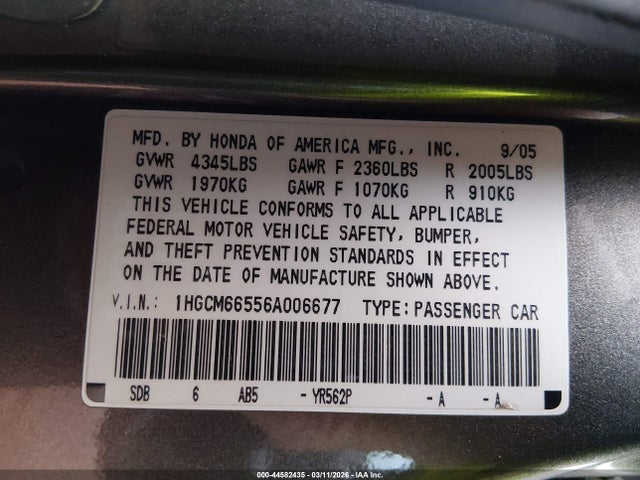 MFD. BY HONDA OF AMERICA MFG., INC. 9/05
GVWR 4345LBS GAWR F 2360LBS R 2005LBS
GVWR 1970KG GAWR F 1070KG R 910KG
THIS VEHICLE CONFORMS TO ALL APPLICABLE
FEDERAL MOTOR VEHICLE SAFETY, BUMPER,
AND THEFT PREVENTION STANDARDS IN EFFECT
ON THE DATE OF MANUFACTURE SHOWN ABOVE.
V.I.N: 1HGCM66556A006677 TYPE:PASSENGER CAR
SDB 6 AB5 -YR562P -A -A
000-44582435 - 03/11/2026 - IAAI.COM